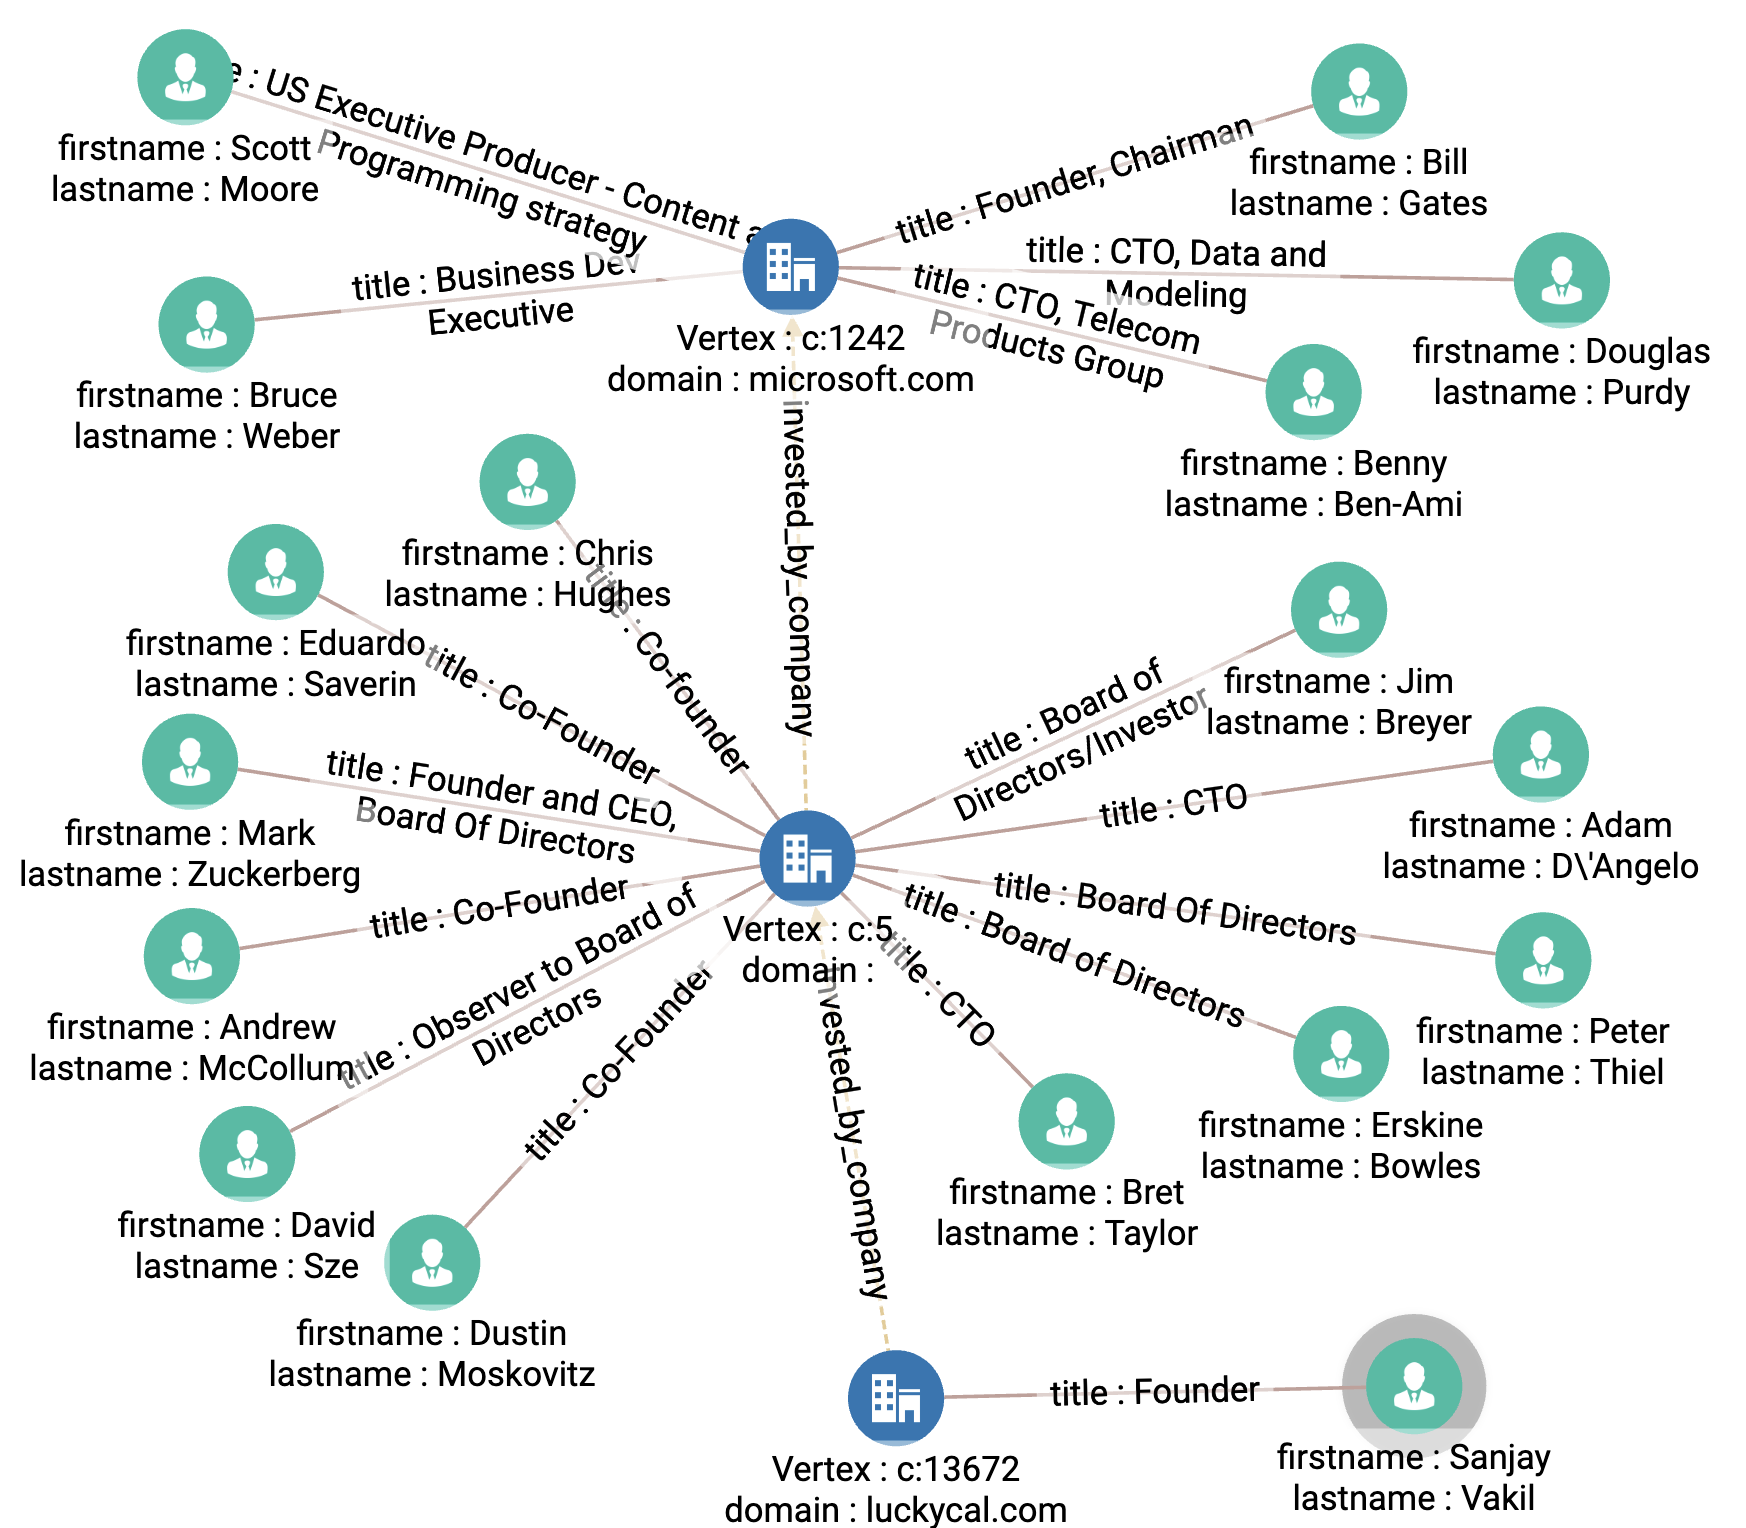 e : US Executive Producer - Content a
Programming strategy
firstname : Scott
lastname : Moore
title : Founder, Chairman
firstname : Bill
lastname : Gates
title : Business Dev
Executive
title : CTO, Data and
Modeling
firstname : Douglas
lastname : Purdy
title : CTO, Telecom
Products Group
Vertex : c:1242
domain : microsoft.com
firstname : Bruce
lastname : Weber
firstname : Benny
lastname : Ben-Ami
invested_by_company
firstname : Chris
lastname : Hughes
title : Co-founder
firstname : Eduardo
lastname : Saverin
title : Co-Founder
title : Board of
Directors/Investor
firstname : Jim
lastname : Breyer
title : Founder and CEO,
Board Of Directors
firstname : Mark
lastname : Zuckerberg
title : CTO
firstname : Adam
lastname : D\'Angelo
title : Co-Founder
title : Board Of Directors
Vertex : c:5
domain :
title : Board of Directors
title : CTO
firstname : Andrew
lastname : McCollum
title : Observer to Board of
Directors
title : Co-Founder
invested_by_company
firstname : Peter
lastname : Thiel
firstname : Erskine
lastname : Bowles
firstname : Bret
lastname : Taylor
firstname : David
lastname : Sze
firstname : Dustin
lastname : Moskovitz
title : Founder
Vertex : c:13672
domain : luckycal.com
firstname : Sanjay
lastname : Vakil